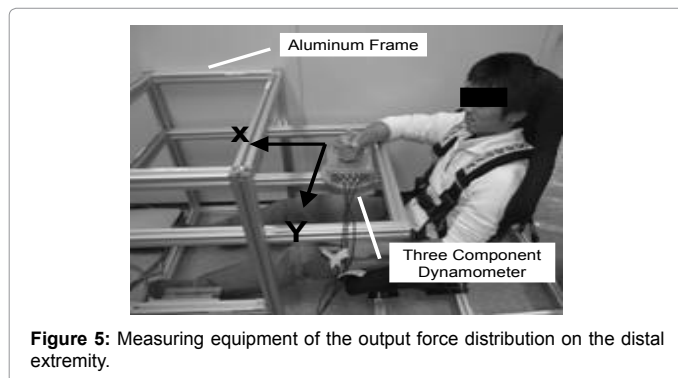 Aluminum Frame
X
Y
Three Component
Dynamometer
Figure 5: Measuring equipment of the output force distribution on the distal
extremity.